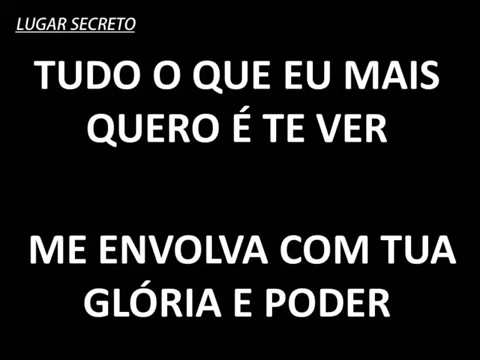 LUGAR SECRETO
TUDO O QUE EU MAIS
QUERO É TE VER
ME ENVOLVA COM TUA
GLÓRIA E PODER